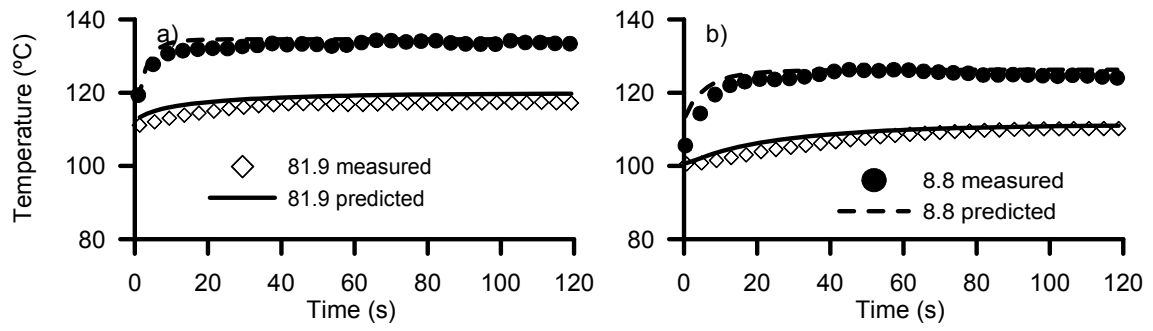 Temperature (ºC)
140
120
100
80
a)
81.9 measured
81.9 predicted
0 20 40 60 80 100 120
Time (s)
140
120
100
80
b)
8.8 measured
8.8 predicted
0 20 40 60 80 100 120
Time (s)